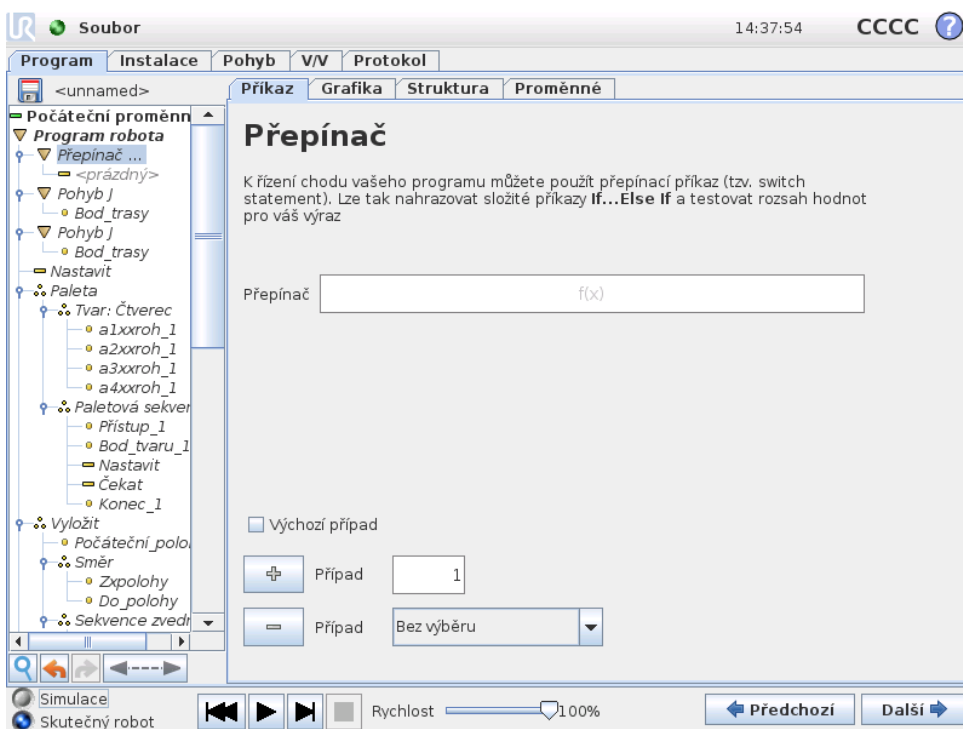 UR Soubor 14:37:54 CCCC ?
Program Instalace Pohyb V/V Protokol
<unnamed>
Příkaz Grafika Struktura Proměnné
Počáteční proměnn
Program robota
Přepínač ...
<prázdný>
Pohyb J
Bod_trasy
Pohyb J
Bod_trasy
Nastavit
Paleta
Tvar: Čtverec
a1xxroh_1
a2xxroh_1
a3xxroh_1
a4xxroh_1
Paletová sekver
Přístup_1
Bod_tvaru_1
Nastavit
Čekat
Konec_1
Vyložit
Počáteční_polo
Směr
Zxpolohy
Do_polohy
Sekvence zvedr
Přepínač
K řízení chodu vašeho programu můžete použít přepínací příkaz (tzv. switch
statement). Lze tak nahrazovat složité příkazy If...Else If a testovat rozsah hodnot
pro váš výraz
Přepínač f(x)
Výchozí případ
Případ 1
Případ Bez výběru
Simulace
Skutečný robot
Rychlost 100%
Předchozí Další